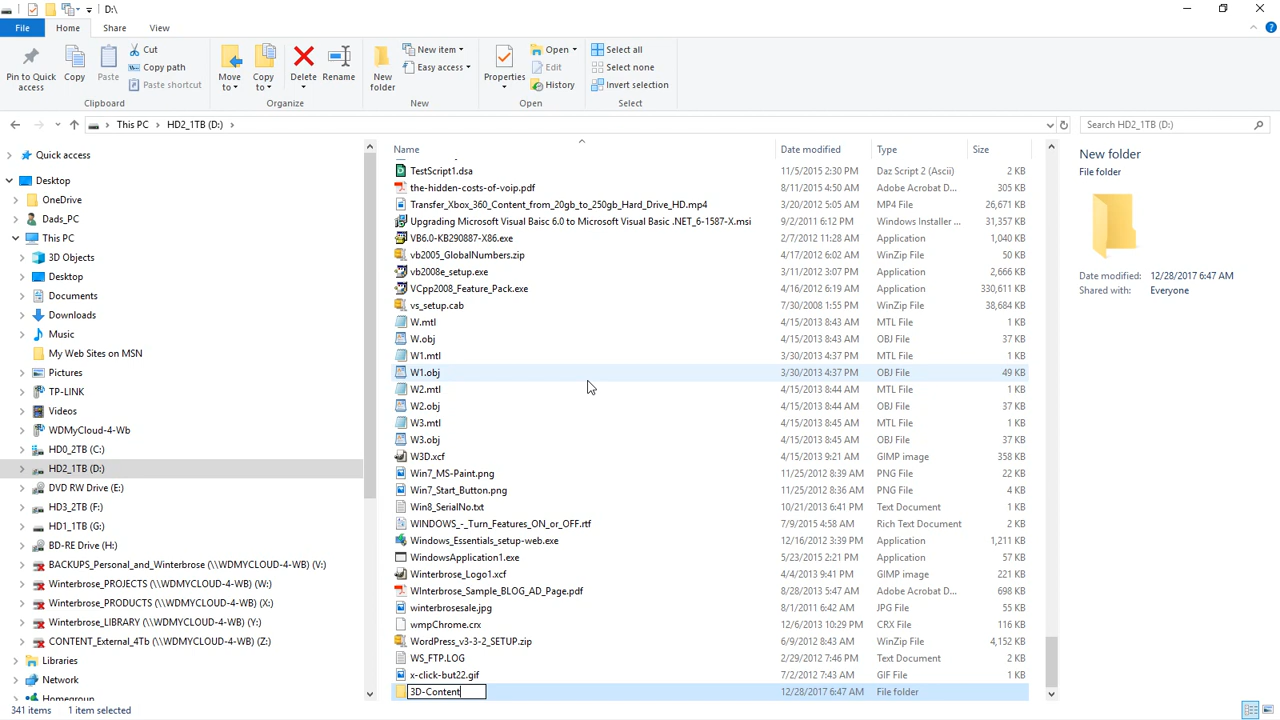 D:\
File Home Share View
Pin to Quick access Copy Paste Cut Copy path Paste shortcut Move to Copy to Delete Rename New folder New item Easy access Properties Open Edit History Select all Select none Invert selection
Clipboard Organize New Open Select
This PC HD2_1TB (D:) Search HD2_1TB (D:)
Quick access
Desktop
OneDrive
Dads_PC
This PC
3D Objects
Desktop
Documents
Downloads
Music
My Web Sites on MSN
Pictures
TP-LINK
Videos
WDMyCloud-4-Wb
HD0_2TB (C:)
HD2_1TB (D:)
DVD RW Drive (E:)
HD3_2TB (F:)
HD1_1TB (G:)
BD-RE Drive (H:)
BACKUPS_Personal_and_Winterbrose (\\WDMYCLOUD-4-WB) (V:)
Winterbrose_PROJECTS (\\WDMYCLOUD-4-WB) (W:)
Winterbrose_PRODUCTS (\\WDMYCLOUD-4-WB) (X:)
Winterbrose_LIBRARY (\\WDMYCLOUD-4-WB) (Y:)
CONTENT_External_4Tb (\\WDMYCLOUD-4-WB) (Z:)
Libraries
Network
Homegroup
Name Date modified Type Size
TestScript1.dsa 11/5/2015 2:30 PM Daz Script 2 (Ascii) 2 KB
the-hidden-costs-of-voip.pdf 8/11/2015 4:50 AM Adobe Acrobat D... 305 KB
Transfer_Xbox_360_Content_from_20gb_to_250gb_Hard_Drive_HD.mp4 3/20/2012 5:05 AM MP4 File 26,671 KB
Upgrading Microsoft Visual Baisc 6.0 to Microsoft Visual Basic .NET_6-1587-X.msi 9/2/2011 6:12 PM Windows Installer ... 31,357 KB
VB6.0-KB290887-X86.exe 2/7/2012 11:28 AM Application 1,040 KB
vb2005_GlobalNumbers.zip 4/17/2012 6:02 AM WinZip File 50 KB
vb2008e_setup.exe 3/11/2012 3:07 PM Application 2,666 KB
VCpp2008_Feature_Pack.exe 4/16/2012 6:19 AM Application 330,611 KB
vs_setup.cab 7/30/2008 1:55 PM WinZip File 38,684 KB
W.mtl 4/15/2013 8:43 AM MTL File 1 KB
W.obj 4/15/2013 8:43 AM OBJ File 37 KB
W1.mtl 3/30/2013 4:37 PM MTL File 1 KB
W1.obj 3/30/2013 4:37 PM OBJ File 49 KB
W2.mtl 4/15/2013 8:44 AM MTL File 1 KB
W2.obj 4/15/2013 8:44 AM OBJ File 37 KB
W3.mtl 4/15/2013 8:45 AM MTL File 1 KB
W3.obj 4/15/2013 8:45 AM OBJ File 37 KB
W3D.xcf 4/15/2013 9:21 AM GIMP image 358 KB
Win7_MS-Paint.png 11/25/2012 8:39 AM PNG File 22 KB
Win7_Start_Button.png 11/25/2012 8:36 AM PNG File 4 KB
Win8_SerialNo.txt 10/21/2013 6:41 PM Text Document 1 KB
WINDOWS_-_Turn_Features_ON_or_OFF.rtf 7/9/2015 4:58 AM Rich Text Document 2 KB
Windows_Essentials_setup-web.exe 12/16/2012 3:39 PM Application 1,211 KB
WindowsApplication1.exe 5/23/2015 2:21 PM Application 57 KB
Winterbrose_Logo1.xcf 4/4/2013 9:41 PM GIMP image 221 KB
WInterbrose_Sample_BLOG_AD_Page.pdf 8/28/2013 5:47 AM Adobe Acrobat D... 698 KB
winterbrosesale.jpg 8/1/2011 6:42 AM JPG File 55 KB
wmpChrome.crx 12/6/2013 10:29 PM CRX File 116 KB
WordPress_v3-3-2_SETUP.zip 6/9/2012 8:43 AM WinZip File 4,152 KB
WS_FTP.LOG 2/29/2012 7:46 PM Text Document 2 KB
x-click-but22.gif 7/2/2012 7:43 AM GIF File 1 KB
3D-Content 12/28/2017 6:47 AM File folder
New folder
File folder
Date modified: 12/28/2017 6:47 AM
Shared with: Everyone
341 items 1 item selected